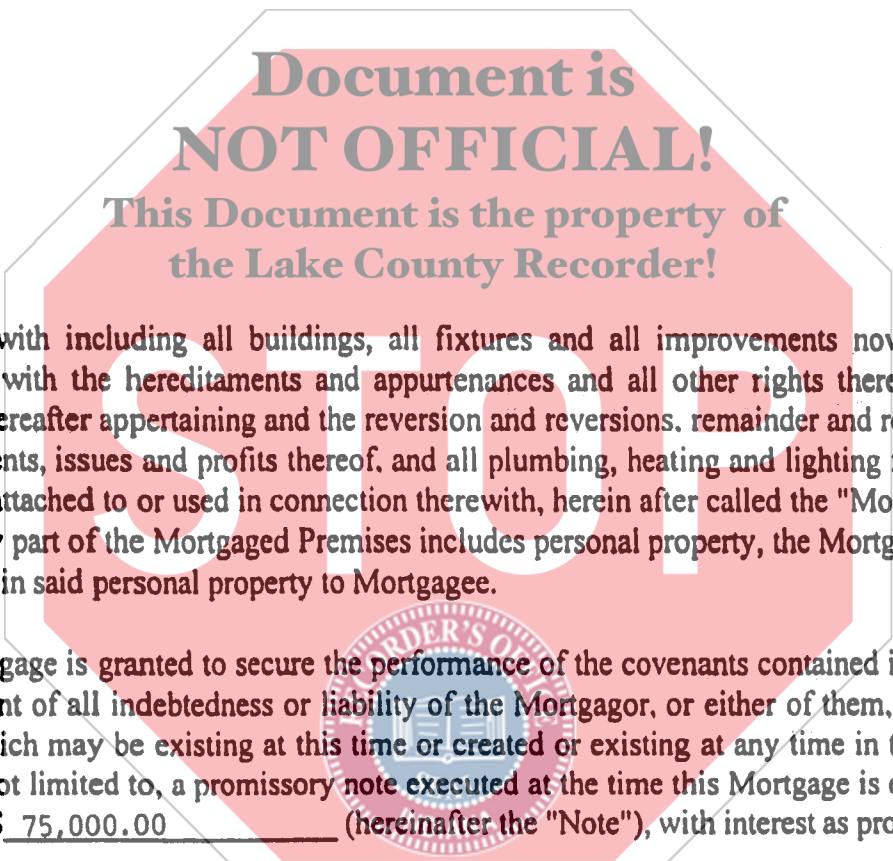 Document is
NOT OFFICIAL!
This Document is the property of
the Lake County Recorder!
STOP
with including all buildings, all fixtures and all improvements nov
with the hereditaments and appurtenances and all other rights there
ereafter appertaining and the reversion and reversions, remainder and r
nts, issues and profits thereof, and all plumbing, heating and lighting
ttached to or used in connection therewith, herein after called the "Mo
part of the Mortgaged Premises includes personal property, the Mortg
in said personal property to Mortgagee.
RECORDER'S OFFICE
gage is granted to secure the performance of the covenants contained i
nt of all indebtedness or liability of the Mortgagor, or either of them,
ich may be existing at this time or created or existing at any time in t
ot limited to, a promissory note executed at the time this Mortgage is
$ 75,000.00 (hereinafter the "Note"), with interest as pro